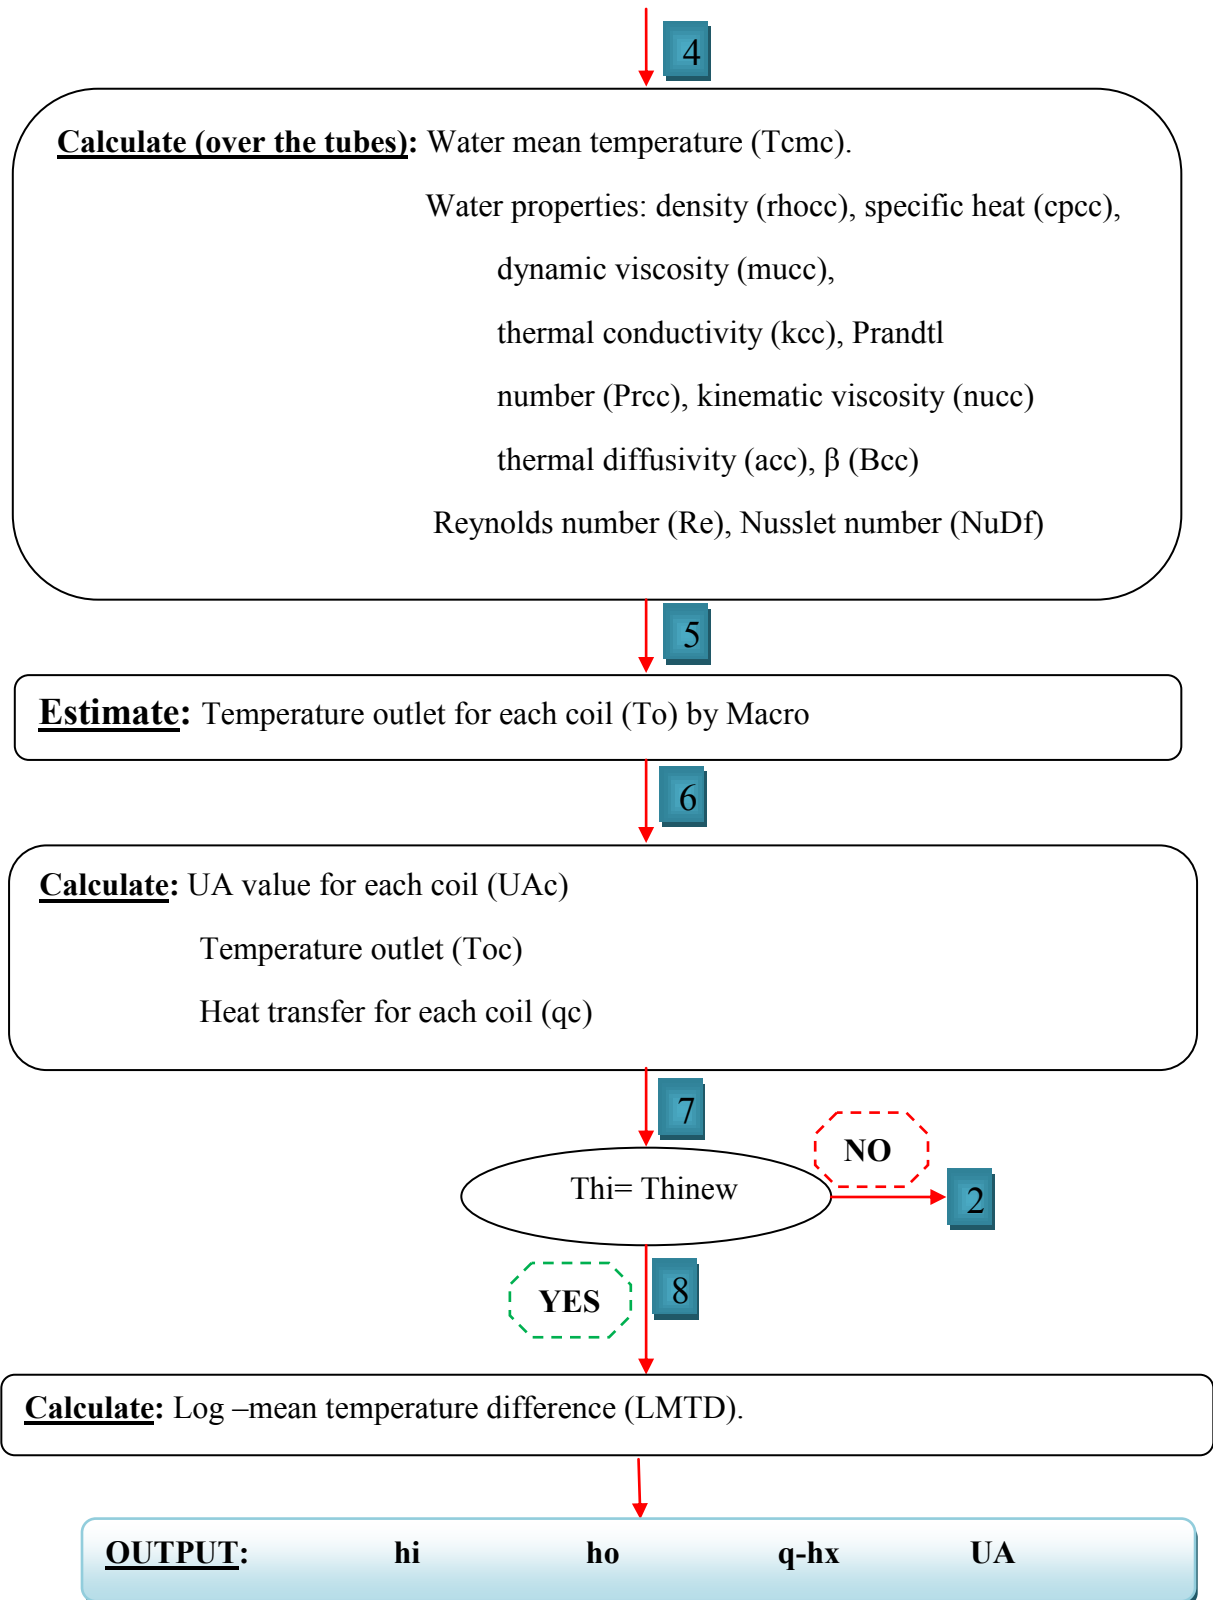 4
Calculate (over the tubes): Water mean temperature (Tcmc).
Water properties: density (rhocc), specific heat (cpcc),
dynamic viscosity (mucc),
thermal conductivity (kcc), Prandtl
number (Prcc), kinematic viscosity (nucc)
thermal diffusivity (acc), β (Bcc)
Reynolds number (Re), Nusslet number (NuDf)
5
Estimate: Temperature outlet for each coil (To) by Macro
6
Calculate: UA value for each coil (UAc)
Temperature outlet (Toc)
Heat transfer for each coil (qc)
7
NO
Thi= Thinew
2
YES
8
Calculate: Log –mean temperature difference (LMTD).
OUTPUT: hi ho q-hx UA